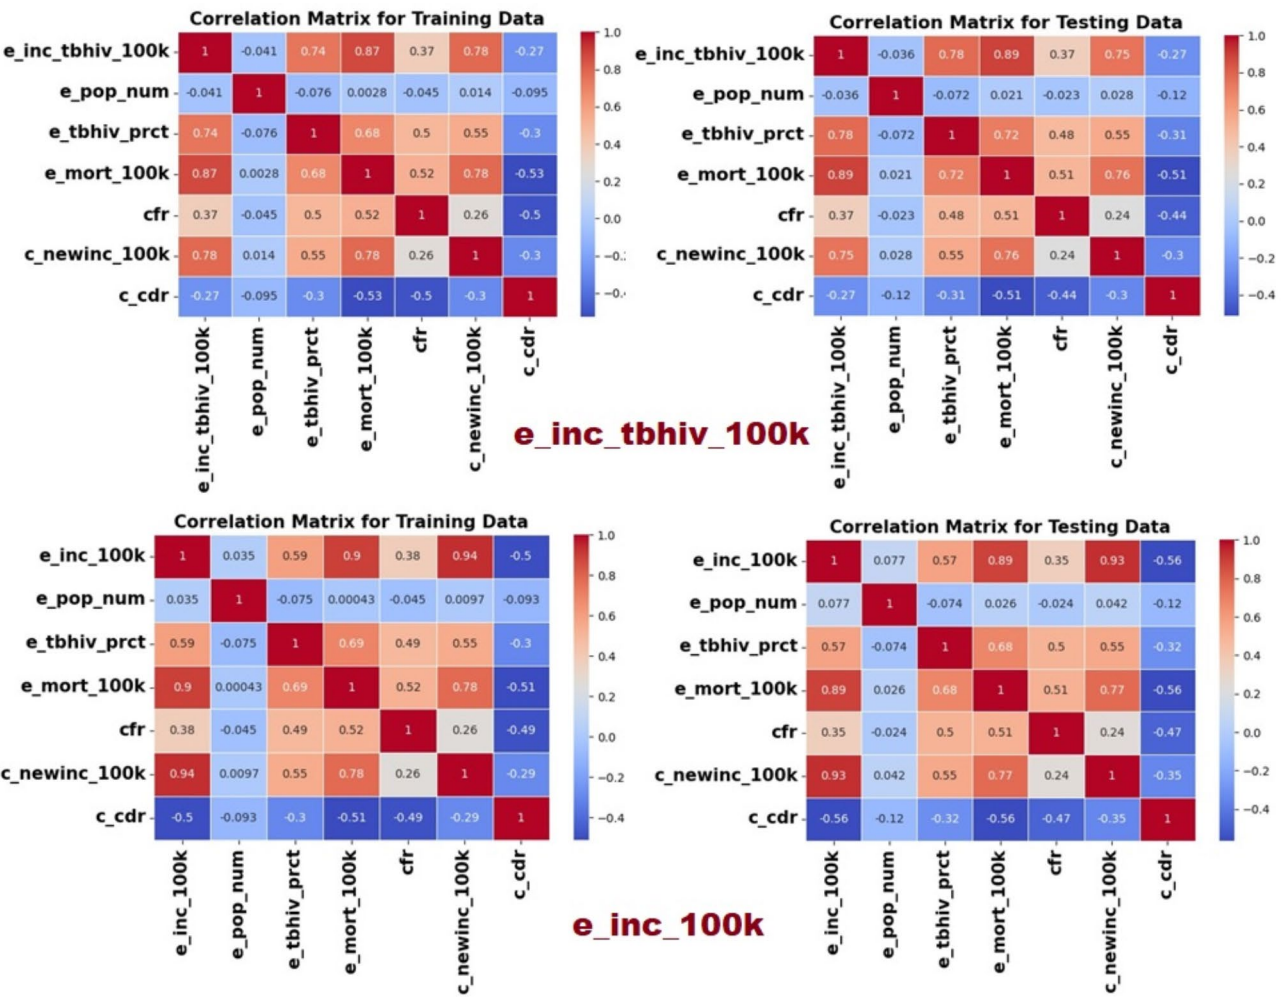 Correlation Matrix for Training Data
e_inc_tbhiv_100k 1 -0.041 0.74 0.87 0.37 0.78 -0.27
e_pop_num -0.041 1 -0.076 0.0028 -0.045 0.014 -0.095
e_tbhiv_prct 0.74 -0.076 1 0.68 0.5 0.55 -0.3
e_mort_100k 0.87 0.0028 0.68 1 0.52 0.78 -0.53
cfr 0.37 -0.045 0.5 0.52 1 0.26 -0.5
c_newinc_100k 0.78 0.014 0.55 0.78 0.26 1 -0.3
c_cdr -0.27 -0.095 -0.3 -0.53 -0.5 -0.3 1
e_inc_tbhiv_100k
e_pop_num
e_tbhiv_prct
e_mort_100k
cfr
c_newinc_100k
c_cdr
1.0
0.8
0.6
0.4
0.2
0.0
Correlation Matrix for Testing Data
e_inc_tbhiv_100k 1 -0.036 0.78 0.89 0.37 0.75 -0.27
e_pop_num -0.036 1 -0.072 0.021 -0.023 0.028 -0.12
e_tbhiv_prct 0.78 -0.072 1 0.72 0.48 0.55 -0.31
e_mort_100k 0.89 0.021 0.72 1 0.51 0.76 -0.51
cfr 0.37 -0.023 0.48 0.51 1 0.24 -0.44
c_newinc_100k 0.75 0.028 0.55 0.76 0.24 1 -0.3
c_cdr -0.27 -0.12 -0.31 -0.51 -0.44 -0.3 1
e_inc_tbhiv_100k
e_pop_num
e_tbhiv_prct
e_mort_100k
cfr
c_newinc_100k
c_cdr
1.0
0.8
0.6
0.4
0.2
0.0
-0.2
-0.4
e_inc_tbhiv_100k
Correlation Matrix for Training Data
e_inc_100k 1 0.035 0.59 0.9 0.38 0.94 -0.5
e_pop_num 0.035 1 -0.075 0.00043 -0.045 0.0097 -0.093
e_tbhiv_prct 0.59 -0.075 1 0.69 0.49 0.55 -0.3
e_mort_100k 0.9 0.00043 0.69 1 0.52 0.78 -0.51
cfr 0.38 -0.045 0.49 0.52 1 0.26 -0.49
c_newinc_100k 0.94 0.0097 0.55 0.78 0.26 1 -0.29
c_cdr -0.5 -0.093 -0.3 -0.51 -0.49 -0.29 1
e_inc_100k
e_pop_num
e_tbhiv_prct
e_mort_100k
cfr
c_newinc_100k
c_cdr
1.0
0.8
0.6
0.4
0.2
0.0
-0.2
-0.4
Correlation Matrix for Testing Data
e_inc_100k 1 0.077 0.57 0.89 0.35 0.93 -0.56
e_pop_num 0.077 1 -0.074 0.026 -0.024 0.042 -0.12
e_tbhiv_prct 0.57 -0.074 1 0.68 0.5 0.55 -0.32
e_mort_100k 0.89 0.026 0.68 1 0.51 0.77 -0.56
cfr 0.35 -0.024 0.5 0.51 1 0.24 -0.47
c_newinc_100k 0.93 0.042 0.55 0.77 0.24 1 -0.35
c_cdr -0.56 -0.12 -0.32 -0.56 -0.47 -0.35 1
e_inc_100k
e_pop_num
e_tbhiv_prct
e_mort_100k
cfr
c_newinc_100k
c_cdr
1.0
0.8
0.6
0.4
0.2
0.0
-0.2
-0.4
e_inc_100k